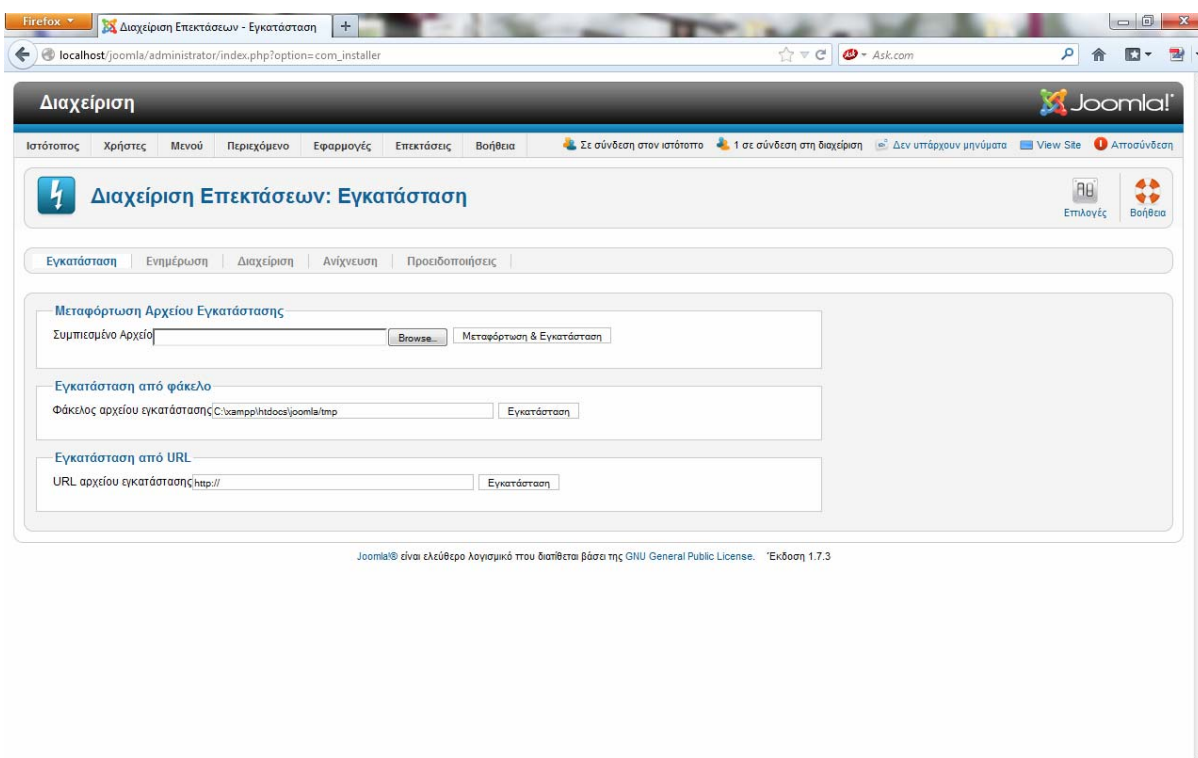 Firefox
Διαχείριση Επεκτάσεων - Εγκατάσταση
localhost/joomla/administrator/index.php?option=com_installer
Ask.com
Διαχείριση
Joomla!
Ιστότοπος Χρήστες Μενού Περιεχόμενο Εφαρμογές Επεκτάσεις Βοήθεια
Σε σύνδεση στον ιστότοπο 1 σε σύνδεση στη διαχείριση Δεν υπάρχουν μηνύματα View Site Αποσύνδεση
Διαχείριση Επεκτάσεων: Εγκατάσταση
Επιλογές Βοήθεια
Εγκατάσταση Ενημέρωση Διαχείριση Ανίχνευση Προειδοποιήσεις
Μεταφόρτωση Αρχείου Εγκατάστασης
Συμπιεσμένο Αρχείο Browse... Μεταφόρτωση & Εγκατάσταση
Εγκατάσταση από φάκελο
Φάκελος αρχείου εγκατάστασης C:\xampp\htdocs\joomla/tmp Εγκατάσταση
Εγκατάσταση από URL
URL αρχείου εγκατάστασης http:// Εγκατάσταση
Joomla!® είναι ελεύθερο λογισμικό που διατίθεται βάσει της GNU General Public License. Έκδοση 1.7.3